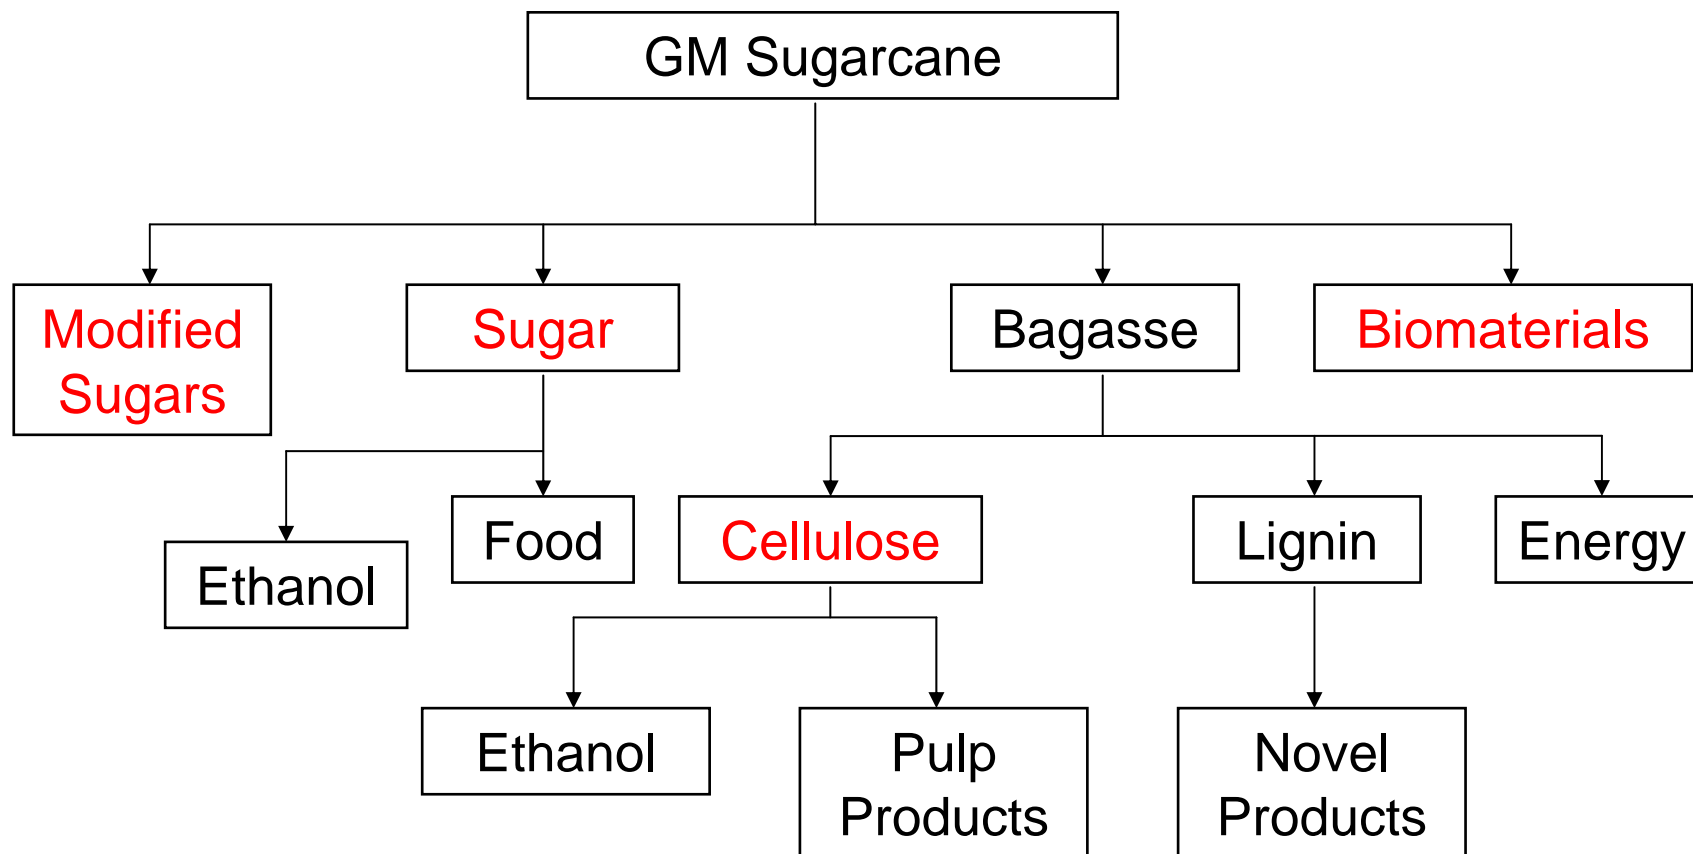 GM Sugarcane
Modified
Sugars
Sugar
Bagasse
Biomaterials
Ethanol
Food
Cellulose
Lignin
Energy
Ethanol
Pulp
Products
Novel
Products